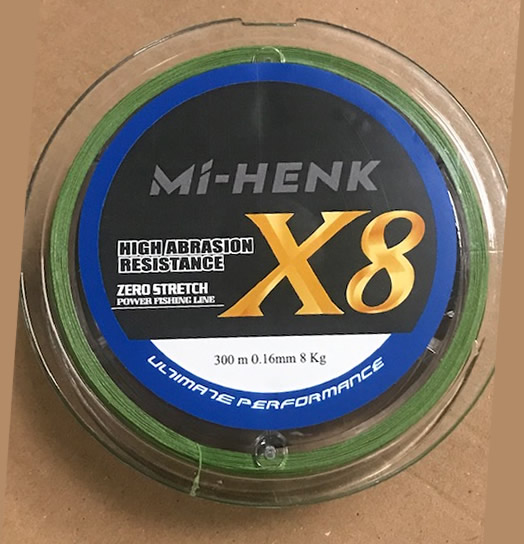 Mi-HENK
X8
HIGH ABRASION
RESISTANCE
ZERO STRETCH
POWER FISHING LINE
300 m 0.16mm 8 Kg
ULTIMATE PERFORMANCE